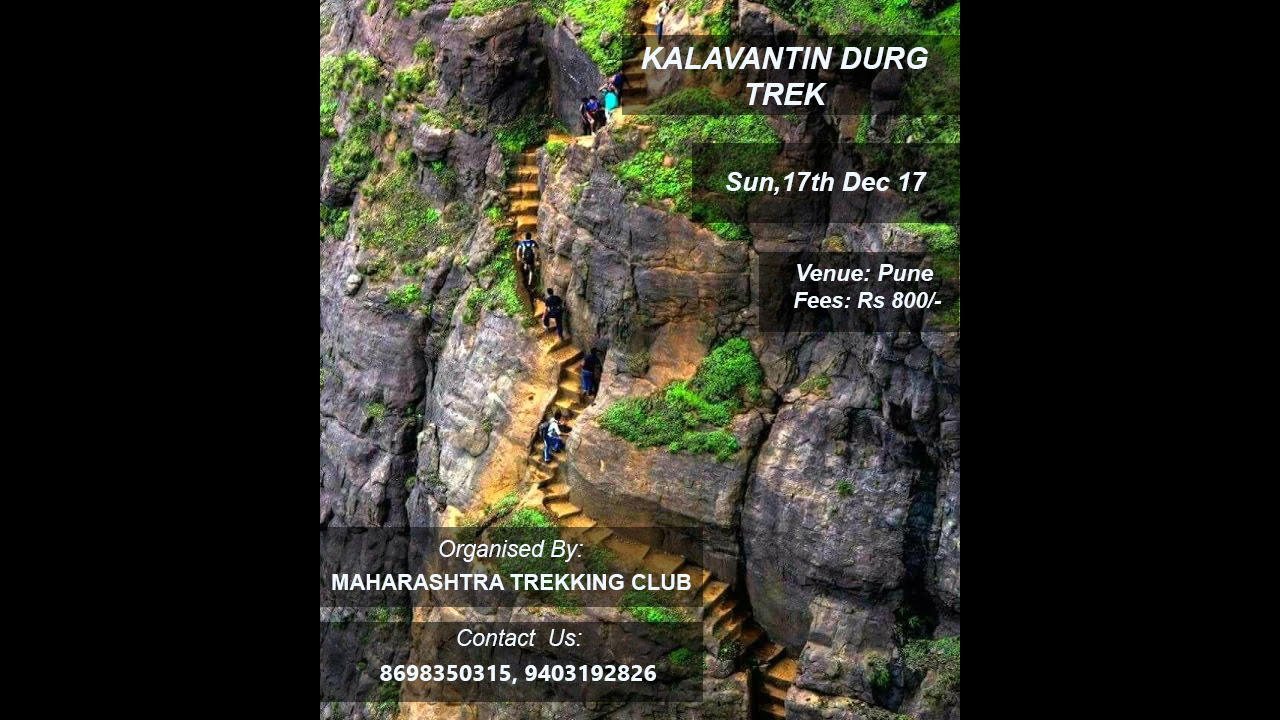 KALAVANTIN DURG
TREK
Sun,17th Dec 17
Venue: Pune
Fees: Rs 800/-
Organised By:
MAHARASHTRA TREKKING CLUB
Contact Us:
8698350315, 9403192826